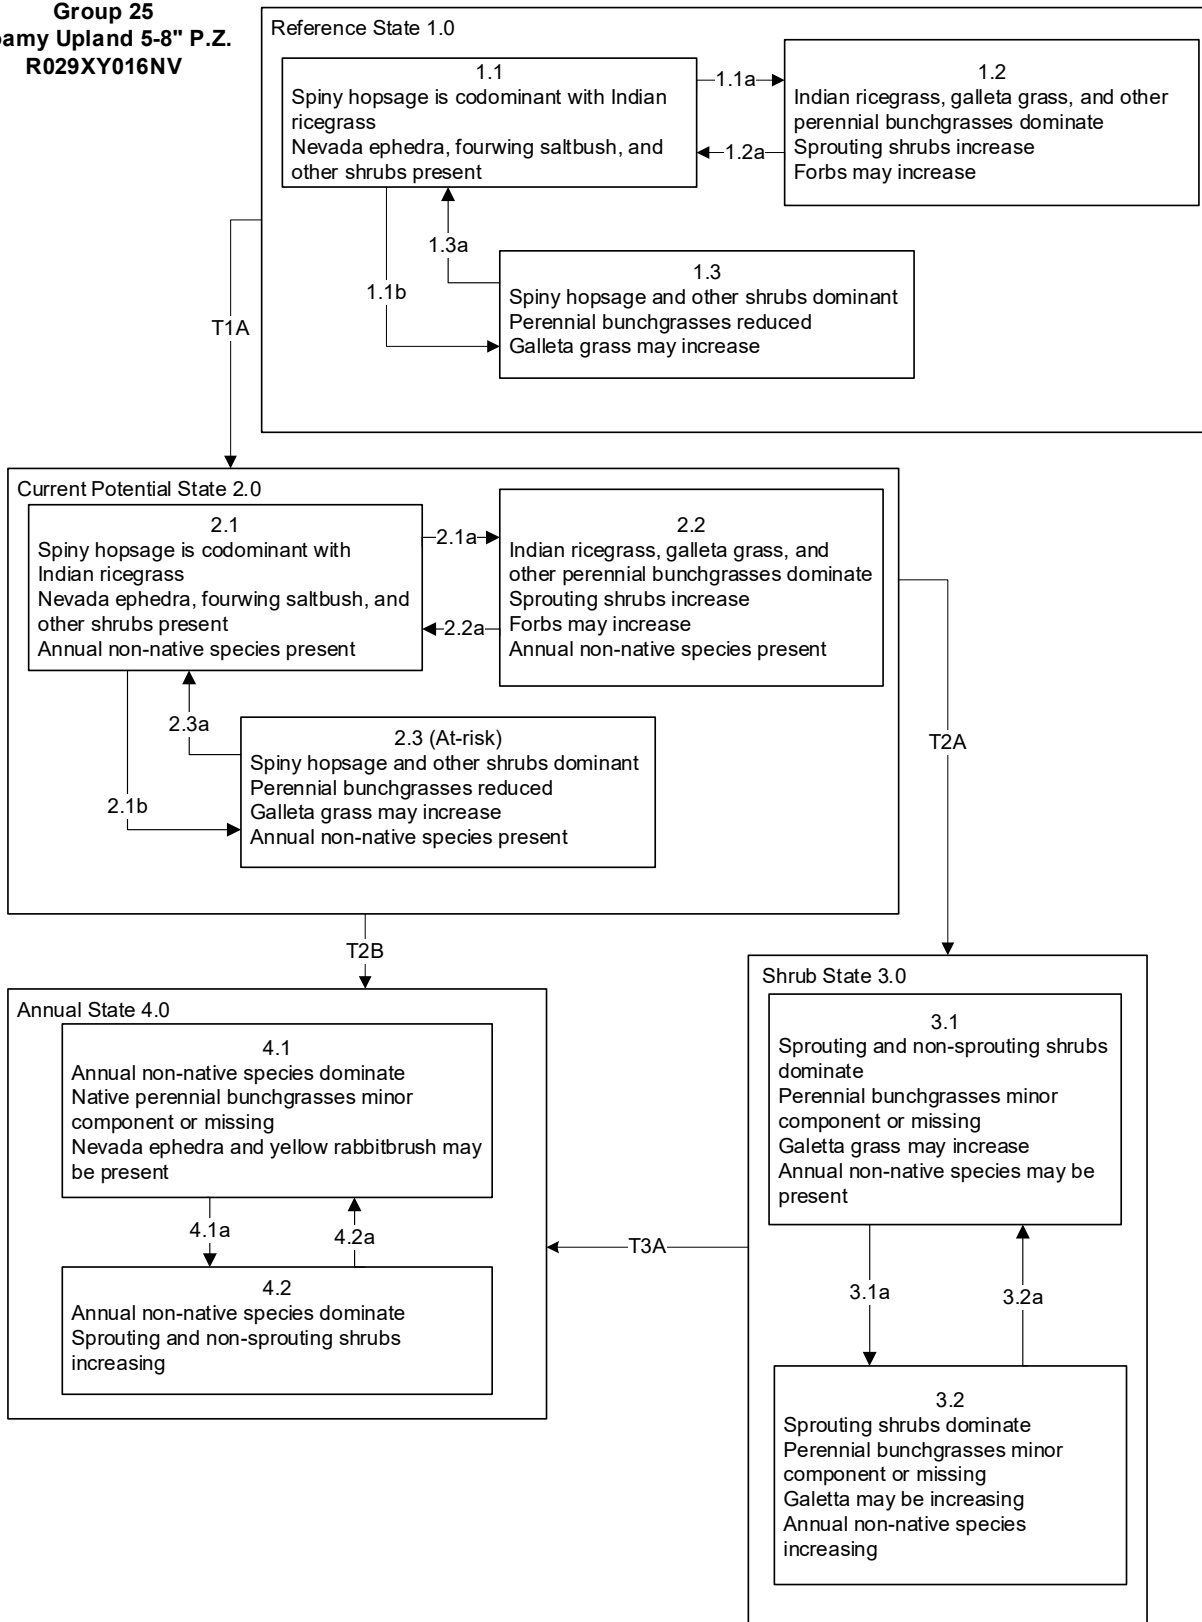 Group 25
amy Upland 5-8" P.Z.
R029XY016NV
Reference State 1.0
1.1
Spiny hopsage is codominant with Indian
ricegrass
Nevada ephedra, fourwing saltbush, and
other shrubs present
1.1a
1.2a
1.2
Indian ricegrass, galleta grass, and other
perennial bunchgrasses dominate
Sprouting shrubs increase
Forbs may increase
1.3a
1.1b
1.3
Spiny hopsage and other shrubs dominant
Perennial bunchgrasses reduced
Galleta grass may increase
T1A
Current Potential State 2.0
2.1
Spiny hopsage is codominant with
Indian ricegrass
Nevada ephedra, fourwing saltbush, and
other shrubs present
Annual non-native species present
2.1a
2.2a
2.2
Indian ricegrass, galleta grass, and
other perennial bunchgrasses dominate
Sprouting shrubs increase
Forbs may increase
Annual non-native species present
2.3a
2.1b
2.3 (At-risk)
Spiny hopsage and other shrubs dominant
Perennial bunchgrasses reduced
Galleta grass may increase
Annual non-native species present
T2A
T2B
Annual State 4.0
4.1
Annual non-native species dominate
Native perennial bunchgrasses minor
component or missing
Nevada ephedra and yellow rabbitbrush may
be present
4.1a
4.2a
4.2
Annual non-native species dominate
Sprouting and non-sprouting shrubs
increasing
T3A
Shrub State 3.0
3.1
Sprouting and non-sprouting shrubs
dominate
Perennial bunchgrasses minor
component or missing
Galetta grass may increase
Annual non-native species may be
present
3.1a
3.2a
3.2
Sprouting shrubs dominate
Perennial bunchgrasses minor
component or missing
Galetta may be increasing
Annual non-native species
increasing